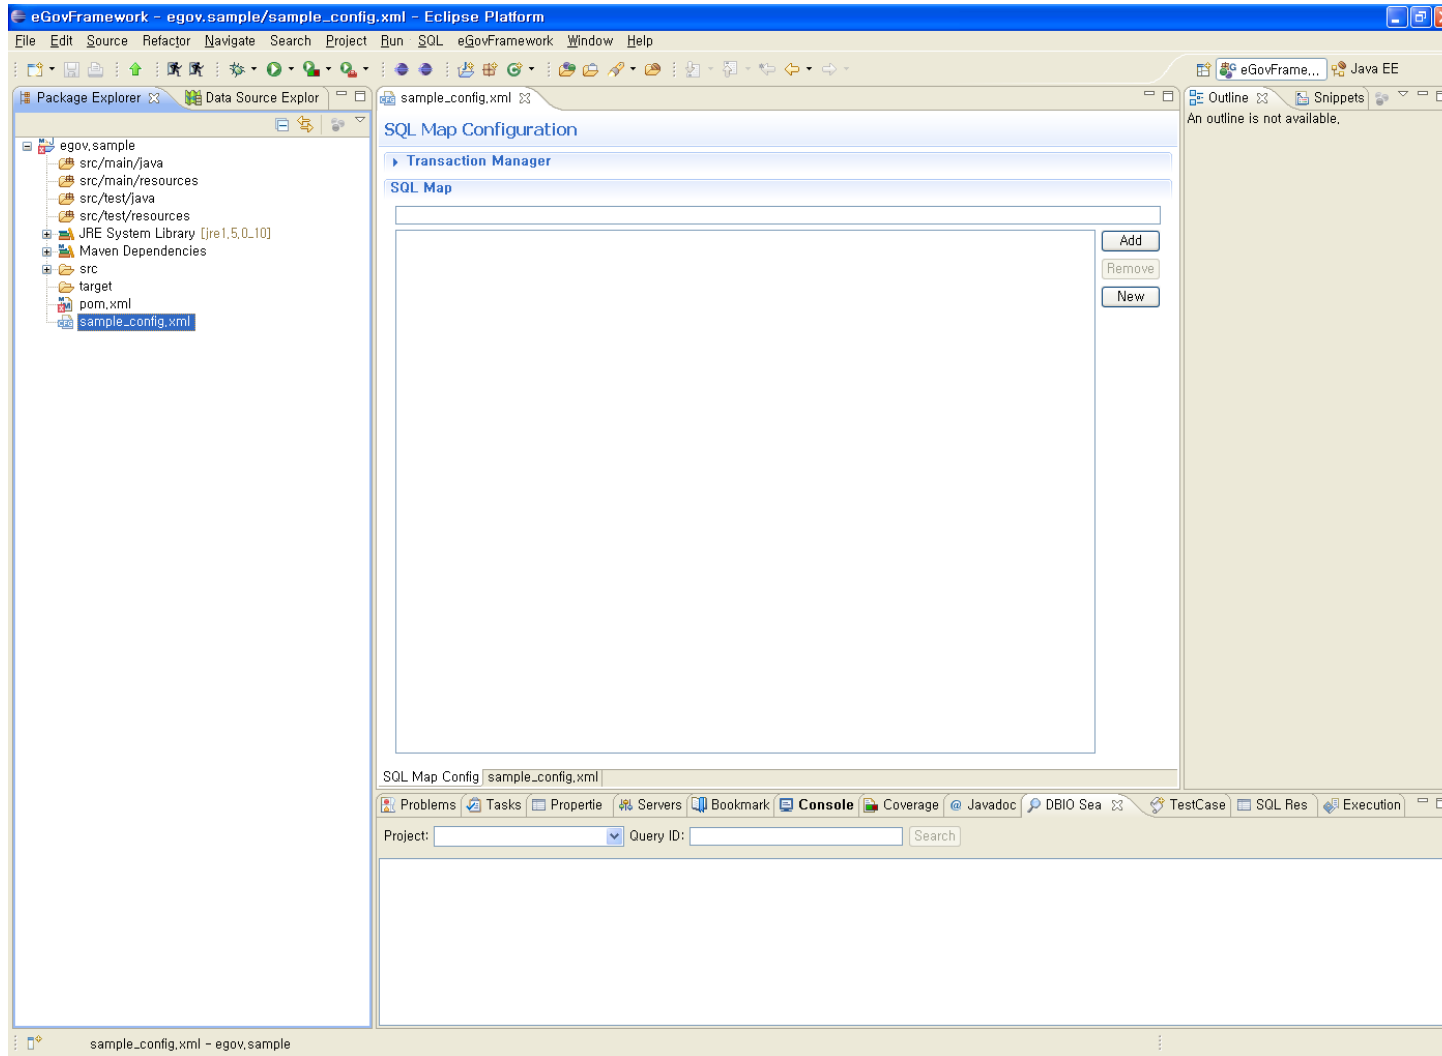 eGovFramework - egov.sample/sample_config.xml - Eclipse Platform
File Edit Source Refactor Navigate Search Project Run SQL eGovFramework Window Help
eGovFrame... Java EE
Package Explorer Data Source Explor
sample_config.xml
Outline Snippets
An outline is not available.
SQL Map Configuration
Transaction Manager
SQL Map
Add
Remove
New
egov.sample
src/main/java
src/main/resources
src/test/java
src/test/resources
JRE System Library [jre1.5.0_10]
Maven Dependencies
src
target
pom.xml
sample_config.xml
SQL Map Config sample_config.xml
Problems Tasks Propertie Servers Bookmark Console Coverage @ Javadoc DBIO Sea TestCase SQL Res Execution
Project: Query ID: Search
sample_config.xml - egov.sample